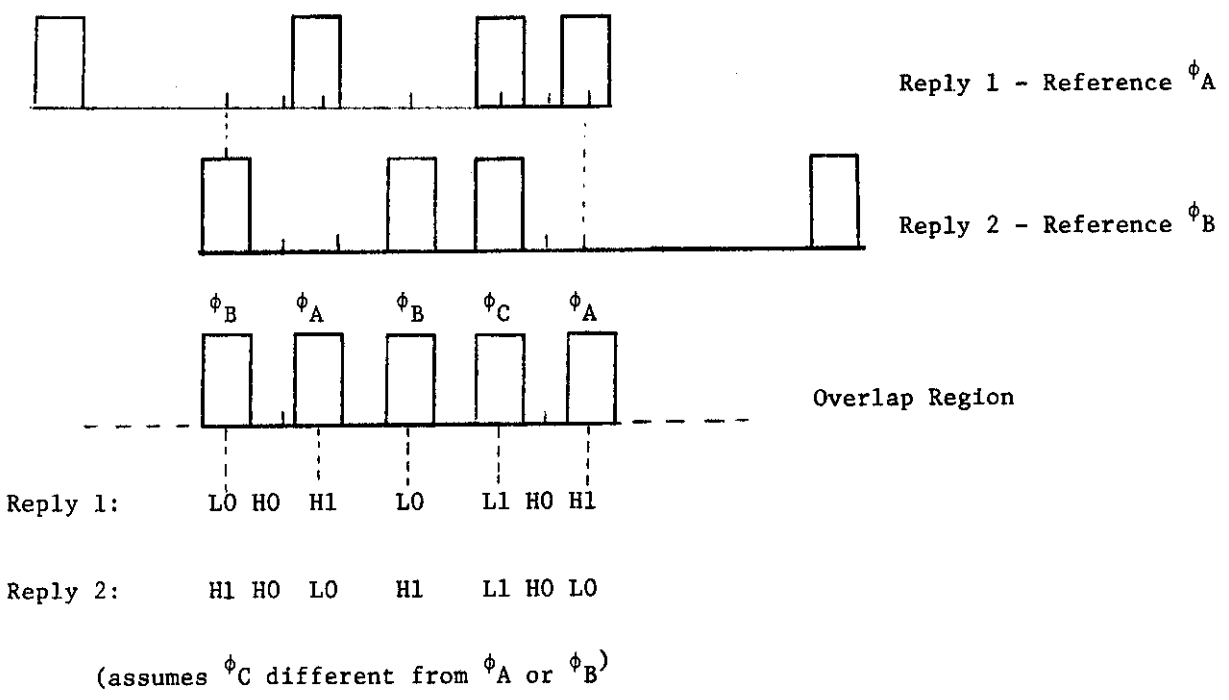 Reply 1 - Reference ϕA
Reply 2 - Reference ϕB
ϕB ϕA ϕB ϕC ϕA
Overlap Region
Reply 1: L0 H0 H1 L0 L1 H0 H1
Reply 2: H1 H0 L0 H1 L1 H0 L0
(assumes ϕC different from ϕA or ϕB)